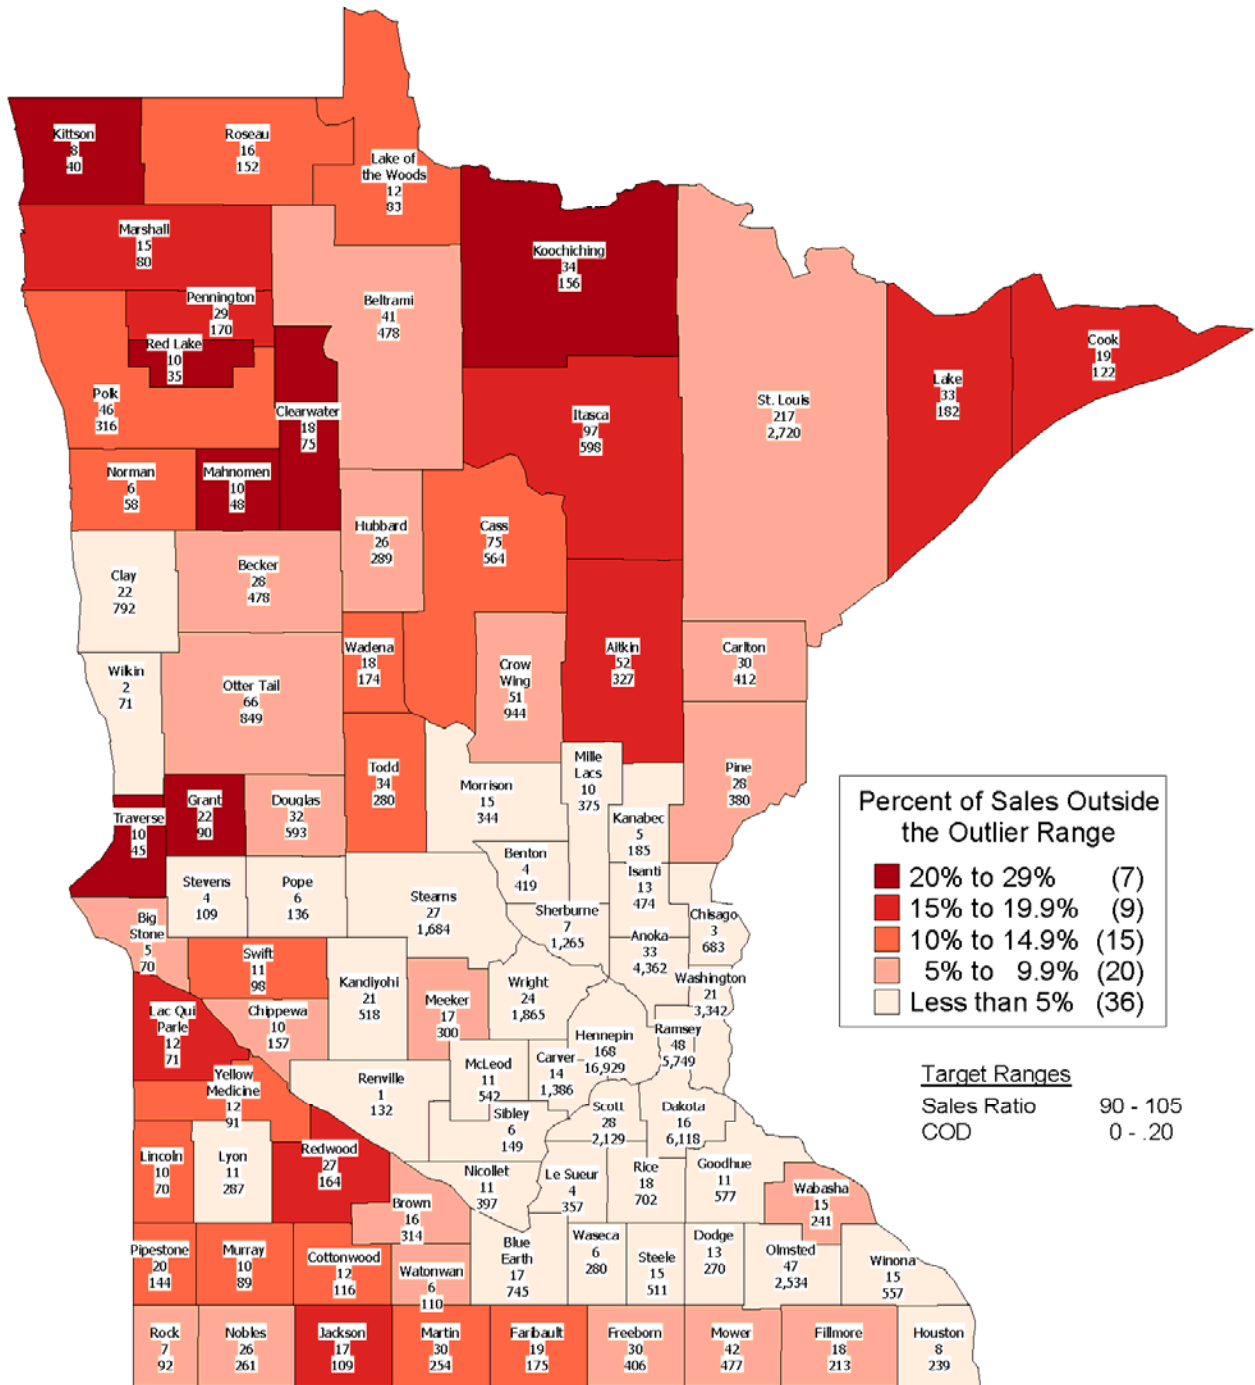 Kittson
8
40
Roseau
16
152
Lake of
the Woods
12
83
Marshall
15
80
Koochiching
34
156
Pennington
29
170
Beltrami
41
478
Red Lake
10
35
Cook
19
122
Lake
33
182
Polk
46
316
Clearwater
18
75
Itasca
97
598
St. Louis
217
2,720
Norman
6
58
Mahnomen
10
48
Hubbard
26
289
Cass
75
564
Clay
22
792
Becker
28
478
Wilkin
2
71
Otter Tail
66
849
Wadena
18
174
Crow
Wing
51
944
Aitkin
52
327
Carlton
30
412
Todd
34
280
Morrison
15
344
Mille
Lacs
10
375
Pine
28
380
Traverse
10
45
Grant
22
90
Douglas
32
593
Kanabec
5
185
Stevens
4
109
Pope
6
136
Stearns
27
1,684
Benton
4
419
Isanti
13
474
Sherburne
7
1,265
Chisago
3
683
Big
Stone
5
70
Swift
11
98
Kandiyohi
21
518
Anoka
33
4,362
Washington
21
3,342
Meeker
17
300
Wright
24
1,865
Lac Qui
Parle
12
71
Chippewa
10
157
Hennepin
168
16,929
Ramsey
48
5,749
McLeod
11
542
Carver
14
1,386
Yellow
Medicine
12
91
Renville
1
132
Sibley
6
149
Scott
28
2,129
Dakota
16
6,118
Lincoln
10
70
Lyon
11
287
Redwood
27
164
Nicollet
11
397
Le Sueur
4
357
Rice
18
702
Goodhue
11
577
Wabasha
15
241
Brown
16
314
Pipestone
20
144
Murray
10
89
Cottonwood
12
116
Watonwan
6
110
Blue
Earth
17
745
Waseca
6
280
Steele
15
511
Dodge
13
270
Olmsted
47
2,534
Winona
15
557
Rock
7
92
Nobles
26
261
Jackson
17
109
Martin
30
254
Faribault
19
175
Freeborn
30
406
Mower
42
477
Fillmore
18
213
Houston
8
239
Percent of Sales Outside
the Outlier Range
20% to 29% (7)
15% to 19.9% (9)
10% to 14.9% (15)
5% to 9.9% (20)
Less than 5% (36)
Target Ranges
Sales Ratio 90 - 105
COD 0 - .20